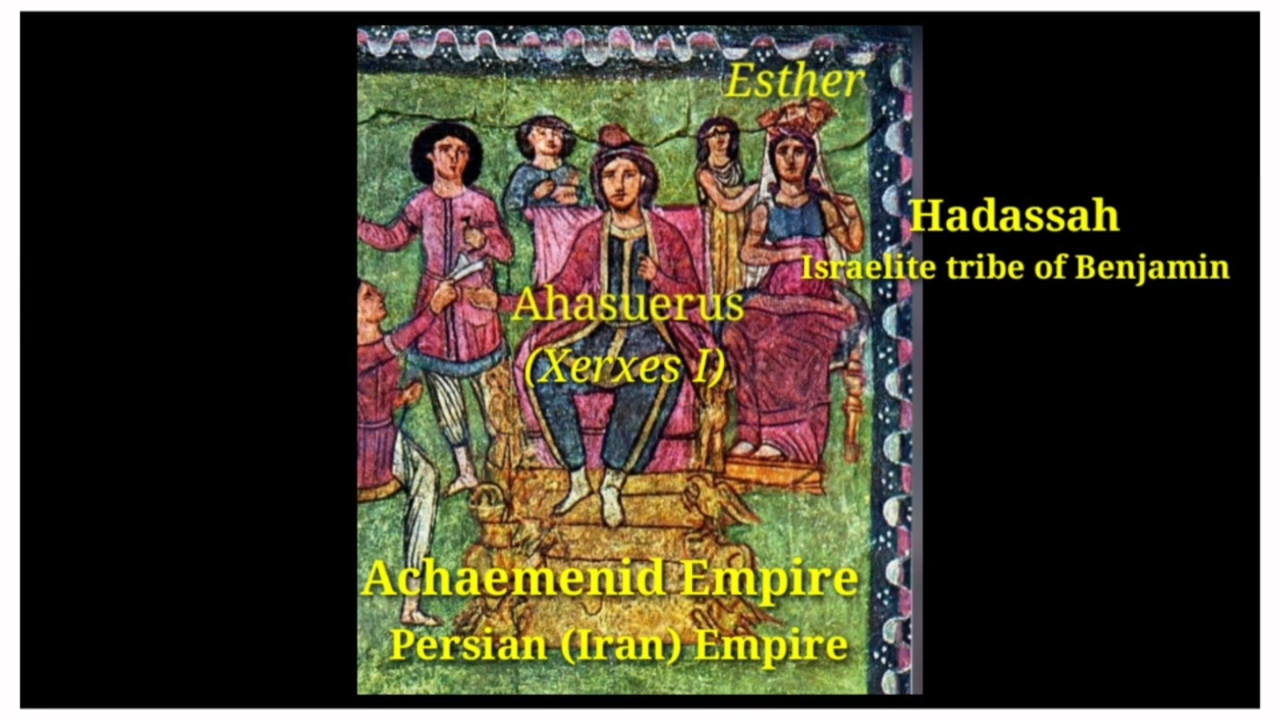 Esther
Hadassah
Israelite tribe of Benjamin
Ahasuerus
(Xerxes I)
Achaemenid Empire
Persian (Iran) Empire